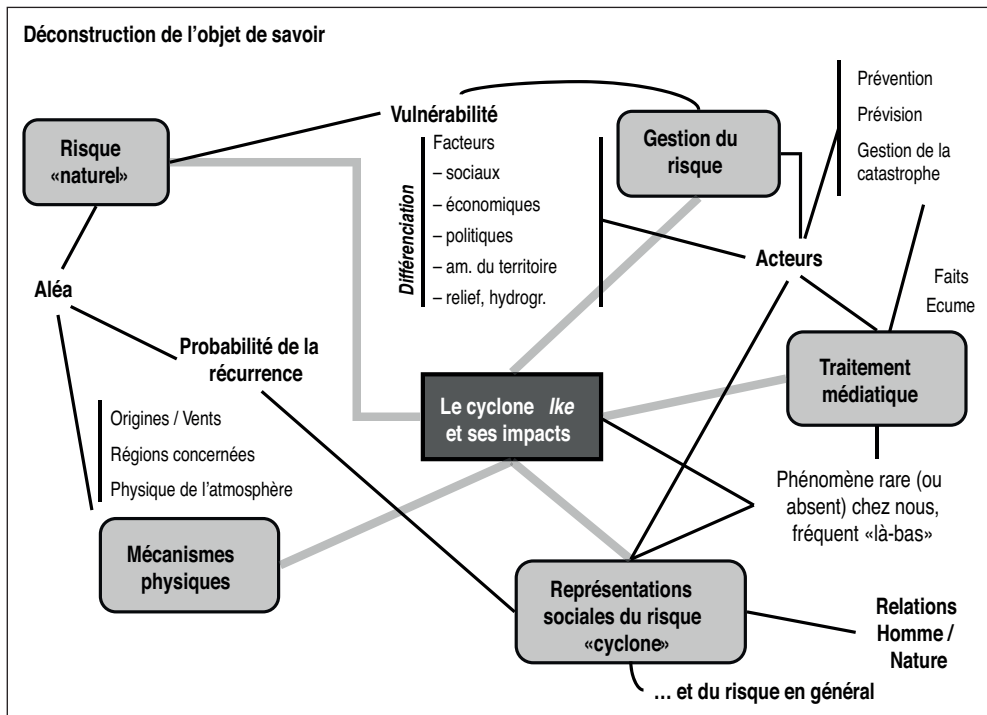 Déconstruction de l'objet de savoir
Risque
«naturel»
Vulnérabilité
Différenciation
Facteurs
– sociaux
– économiques
– politiques
– am. du territoire
– relief, hydrogr.
Gestion du
risque
Prévention
Prévision
Gestion de la
catastrophe
Acteurs
Aléa
Faits
Ecume
Probabilité de la
récurrence
Traitement
médiatique
Le cyclone Ike
et ses impacts
Origines / Vents
Régions concernées
Physique de l'atmosphère
Phénomène rare (ou
absent) chez nous,
fréquent «là-bas»
Mécanismes
physiques
Représentations
sociales du risque
«cyclone»
Relations
Homme /
Nature
... et du risque en général